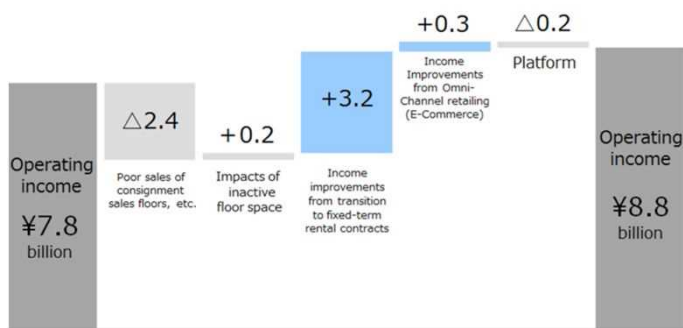 Operating
income
¥7.8
billion
△2.4
Poor sales of
consignment
sales floors, etc.
+0.2
Impacts of
inactive
floor space
+3.2
Income
improvements
from transition
to fixed-term
rental contracts
+0.3
Income
Improvements
from Omni-
Channel retailing
(E-Commerce)
△0.2
Platform
Operating
income
¥8.8
billion